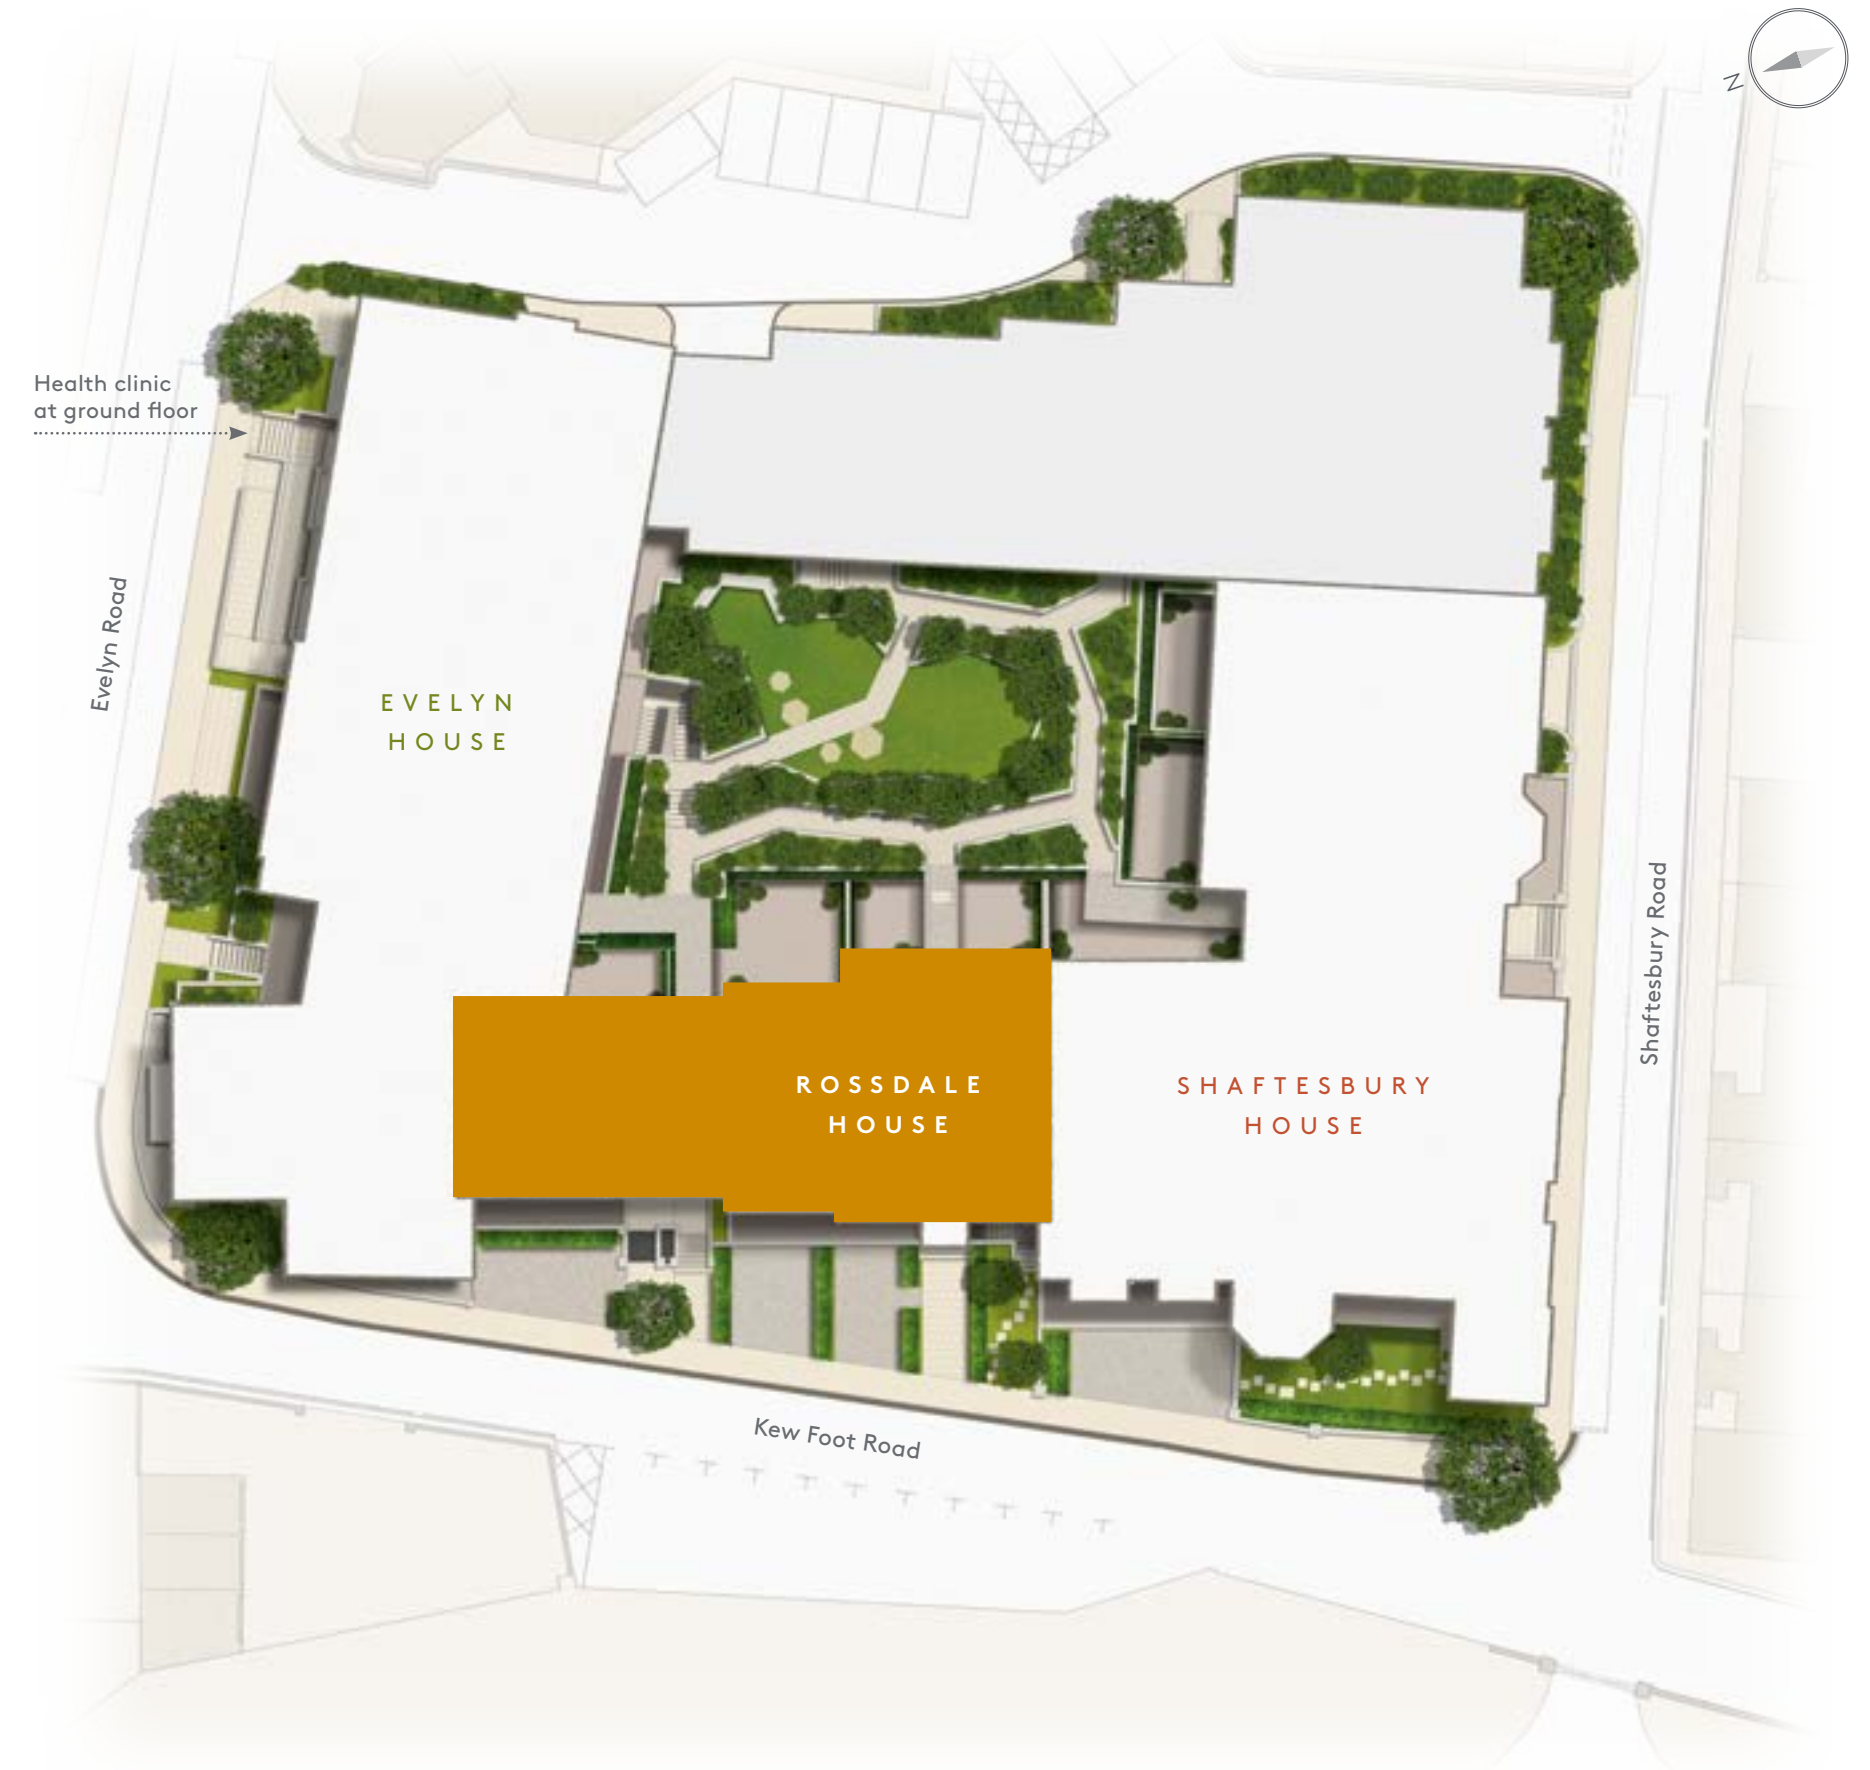 N
Health clinic
at ground floor
Evelyn Road
EVELYN
HOUSE
Shaftesbury Road
ROSSDALE
HOUSE
SHAFTESBURY
HOUSE
Kew Foot Road